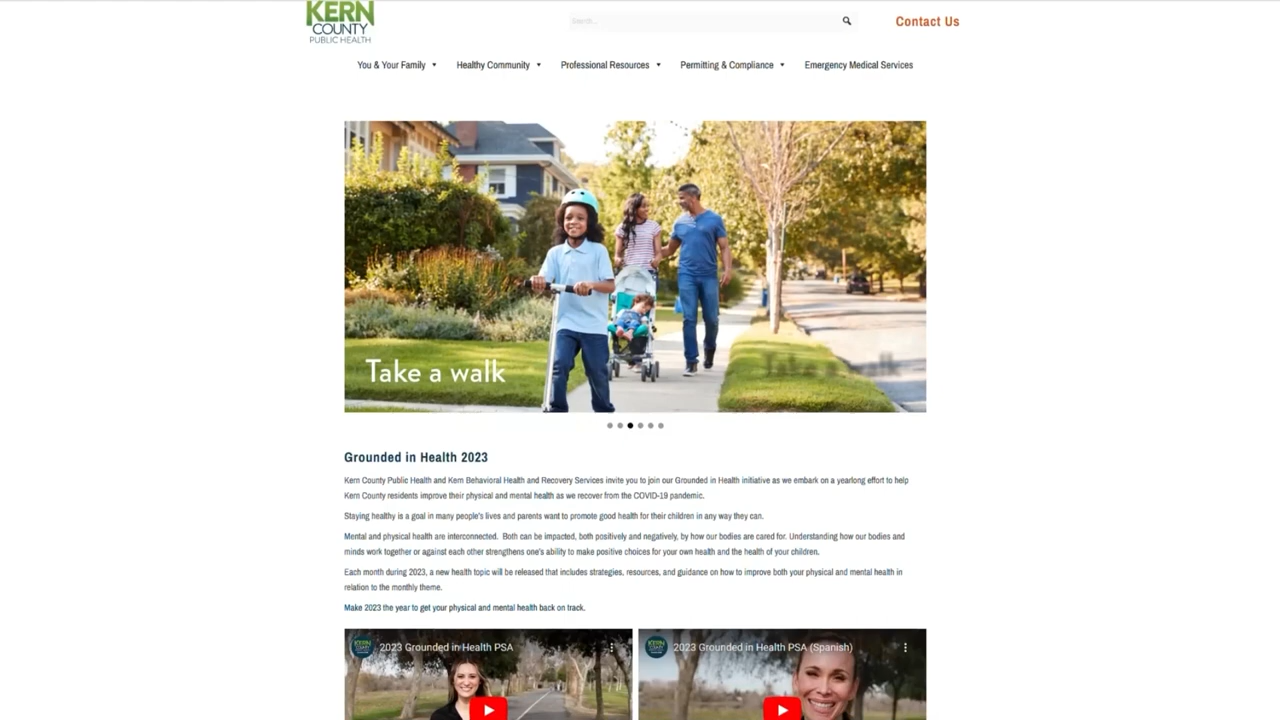 KERN
COUNTY
PUBLIC HEALTH
Search...
Contact Us
You & Your Family
Healthy Community
Professional Resources
Permitting & Compliance
Emergency Medical Services
Take a walk
Grounded in Health 2023
Kern County Public Health and Kern Behavioral Health and Recovery Services invite you to join our Grounded in Health initiative as we embark on a yearlong effort to help
Kern County residents improve their physical and mental health as we recover from the COVID-19 pandemic.
Staying healthy is a goal in many people's lives and parents want to promote good health for their children in any way they can.
Mental and physical health are interconnected. Both can be impacted, both positively and negatively, by how our bodies are cared for. Understanding how our bodies and
minds work together or against each other strengthens one's ability to make positive choices for your own health and the health of your children.
Each month during 2023, a new health topic will be released that includes strategies, resources, and guidance on how to improve both your physical and mental health in
relation to the monthly theme.
Make 2023 the year to get your physical and mental health back on track.
KERN
2023 Grounded in Health PSA
KERN
2023 Grounded in Health PSA (Spanish)